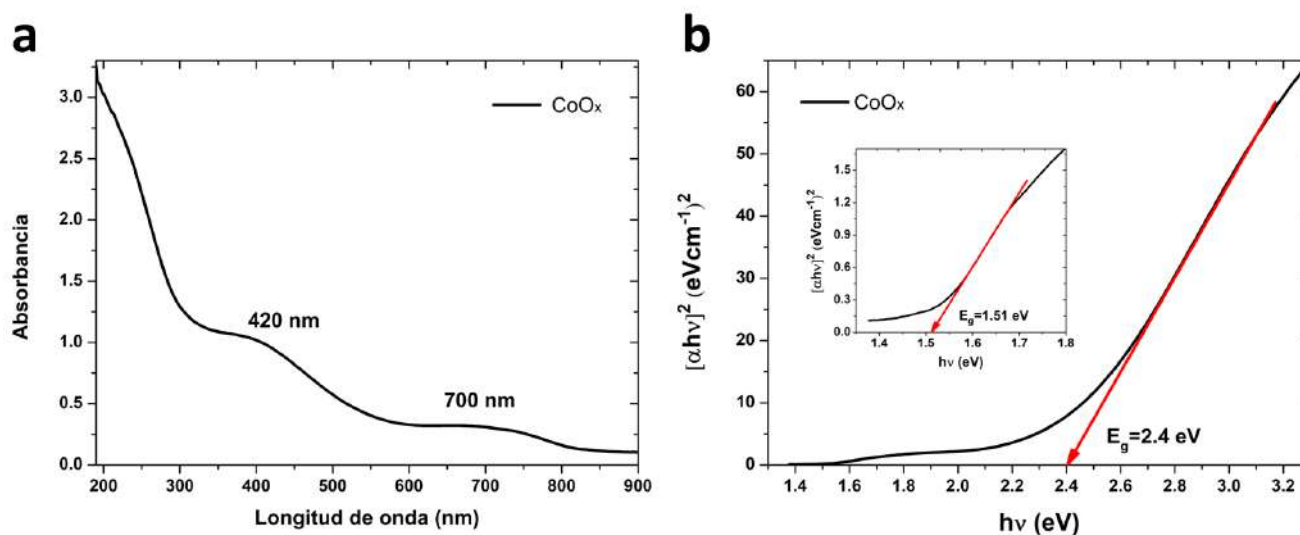 a
Absorbancia
3.0
2.5
2.0
1.5
1.0
0.5
0.0
CoOx
420 nm
700 nm
200 300 400 500 600 700 800 900
Longitud de onda (nm)
b
[αhν]² (eVcm⁻¹)²
60
50
40
30
20
10
0
CoOx
[αhν]² (eVcm⁻¹)²
1.5
1.2
0.9
0.6
0.3
0.0
Eg=1.51 eV
1.4 1.5 1.6 1.7 1.8
hν (eV)
Eg=2.4 eV
1.4 1.6 1.8 2.0 2.2 2.4 2.6 2.8 3.0 3.2
hν (eV)